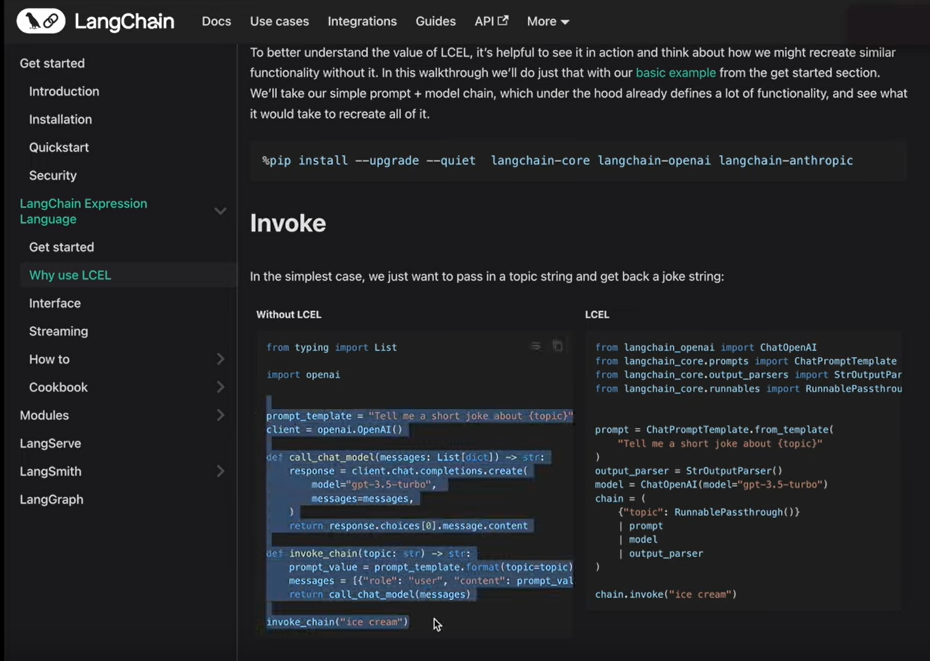 LangChain
Docs Use cases Integrations Guides API More
Get started
Introduction
Installation
Quickstart
Security
LangChain Expression
Language
Get started
Why use LCEL
Interface
Streaming
How to
Cookbook
Modules
LangServe
LangSmith
LangGraph
To better understand the value of LCEL, it's helpful to see it in action and think about how we might recreate similar
functionality without it. In this walkthrough we'll do just that with our basic example from the get started section.
We'll take our simple prompt + model chain, which under the hood already defines a lot of functionality, and see what
it would take to recreate all of it.
%pip install --upgrade --quiet  langchain-core langchain-openai langchain-anthropic
Invoke
In the simplest case, we just want to pass in a topic string and get back a joke string:
Without LCEL
from typing import List
import openai
prompt_template = "Tell me a short joke about {topic}"
client = openai.OpenAI()
def call_chat_model(messages: List[dict]) -> str:
    response = client.chat.completions.create(
        model="gpt-3.5-turbo",
        messages=messages,
    )
    return response.choices[0].message.content
def invoke_chain(topic: str) -> str:
    prompt_value = prompt_template.format(topic=topic)
    messages = [{"role": "user", "content": prompt_val
    return call_chat_model(messages)
invoke_chain("ice cream")
LCEL
from langchain_openai import ChatOpenAI
from langchain_core.prompts import ChatPromptTemplate
from langchain_core.output_parsers import StrOutputPar
from langchain_core.runnables import RunnablePassthrou
prompt = ChatPromptTemplate.from_template(
    "Tell me a short joke about {topic}"
)
output_parser = StrOutputParser()
model = ChatOpenAI(model="gpt-3.5-turbo")
chain = (
    {"topic": RunnablePassthrough()}
    | prompt
    | model
    | output_parser
)
chain.invoke("ice cream")